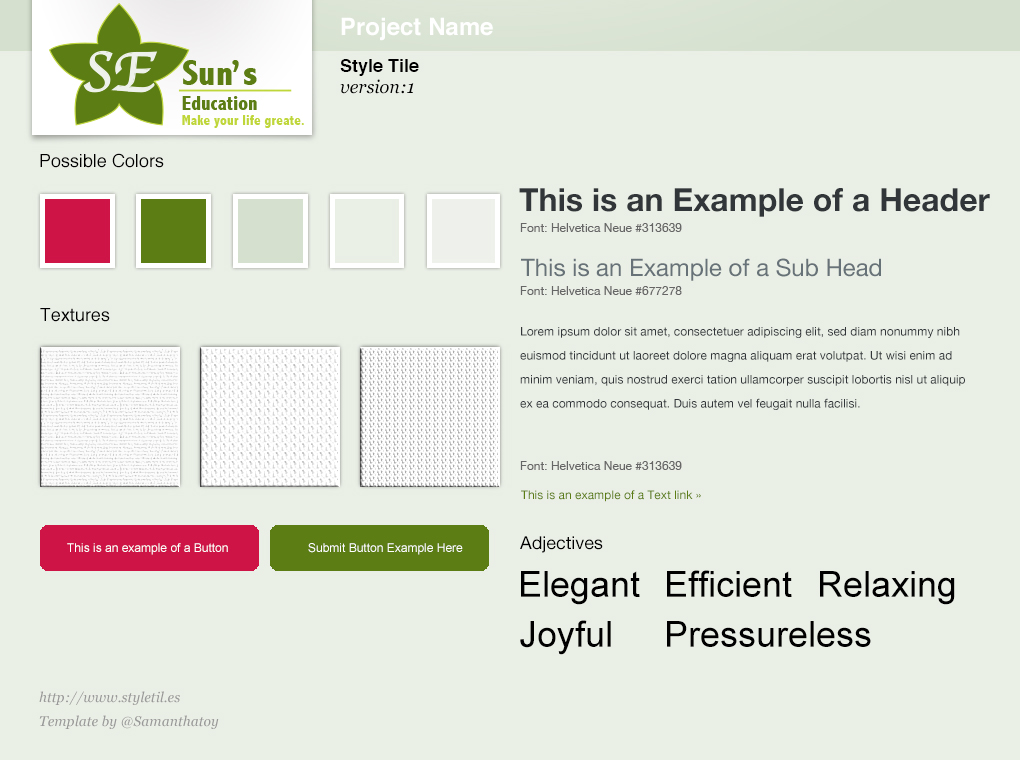 Project Name
SE
Sun's
Education
Make your life greate.
Style Tile
version:1
Possible Colors
This is an Example of a Header
Font: Helvetica Neue #313639
This is an Example of a Sub Head
Font: Helvetica Neue #677278
Textures
Lorem ipsum dolor sit amet, consectetuer adipiscing elit, sed diam nonummy nibh
euismod tincidunt ut laoreet dolore magna aliquam erat volutpat. Ut wisi enim ad
minim veniam, quis nostrud exerci tation ullamcorper suscipit lobortis nisl ut aliquip
ex ea commodo consequat. Duis autem vel feugait nulla facilisi.
Font: Helvetica Neue #313639
This is an example of a Text link »
This is an example of a Button
Submit Button Example Here
Adjectives
Elegant Efficient Relaxing
Joyful Pressureless
http://www.styletil.es
Template by @Samanthatoy